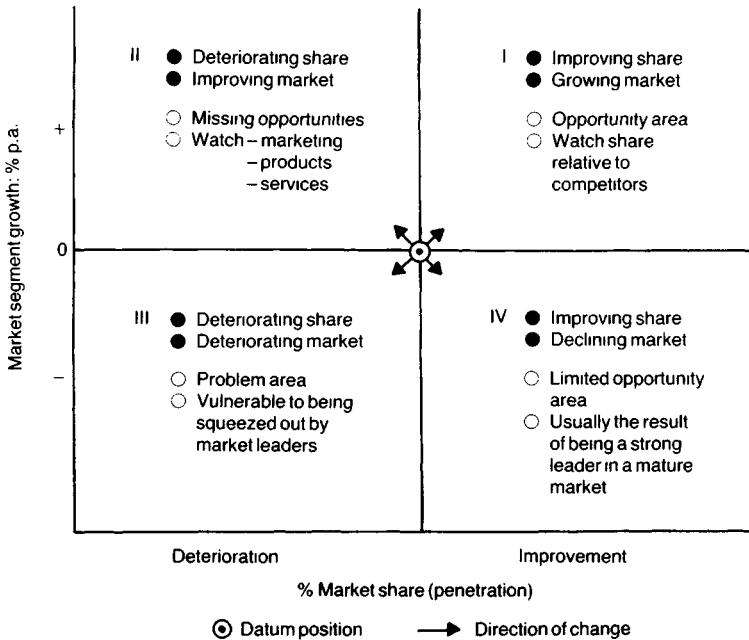 II ● Deteriorating share
● Improving market
○ Missing opportunities
○ Watch – marketing
– products
– services
I ● Improving share
● Growing market
○ Opportunity area
○ Watch share
relative to
competitors
Market segment growth: % p.a.
+
0
–
III ● Deteriorating share
● Deteriorating market
○ Problem area
○ Vulnerable to being
squeezed out by
market leaders
IV ● Improving share
● Declining market
○ Limited opportunity
area
○ Usually the result
of being a strong
leader in a mature
market
Deterioration
Improvement
% Market share (penetration)
Datum position
Direction of change